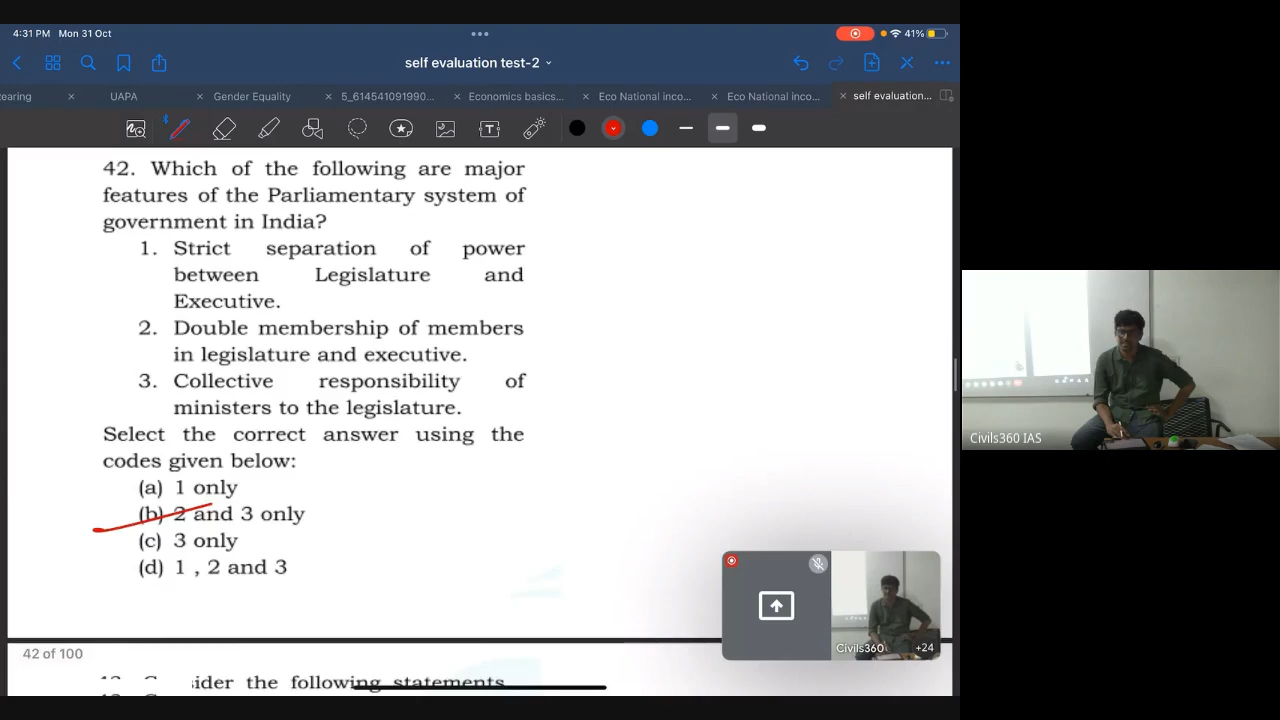 4:31 PM Mon 31 Oct
41%
self evaluation test-2
earing
UAPA
Gender Equality
5_614541091990...
Economics basics...
Eco National inco...
Eco National inco...
self evaluation...
42. Which of the following are major
features of the Parliamentary system of
government in India?
1. Strict separation of power
between Legislature and
Executive.
2. Double membership of members
in legislature and executive.
3. Collective responsibility of
ministers to the legislature.
Select the correct answer using the
codes given below:
(a) 1 only
(b) 2 and 3 only
(c) 3 only
(d) 1 , 2 and 3
Civils360 IAS
Civils360
+24
42 of 100
sider the following statements